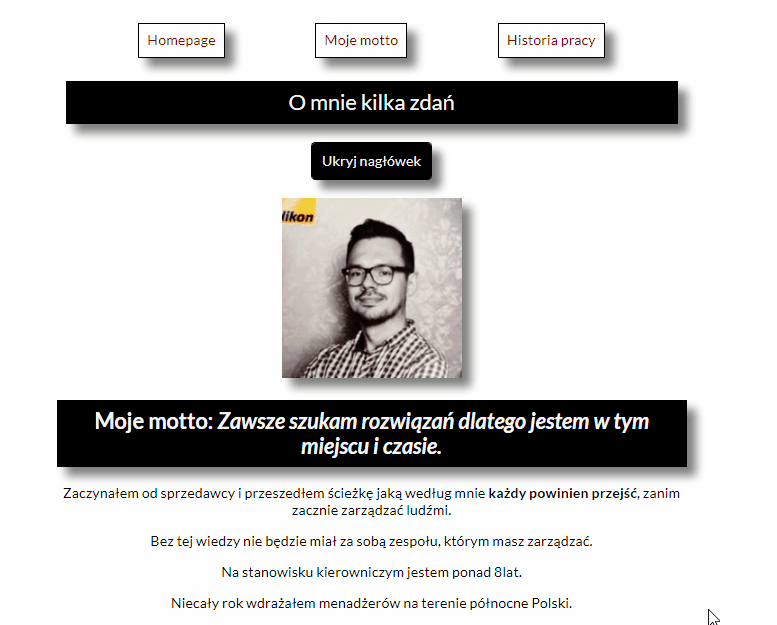 Homepage Moje motto Historia pracy
O mnie kilka zdań
Ukryj nagłówek
likon
Moje motto: Zawsze szukam rozwiązań dlatego jestem w tym
miejscu i czasie.
Zaczynałem od sprzedawcy i przeszedłem ścieżkę jaką według mnie każdy powinien przejść, zanim
zacznie zarządzać ludźmi.
Bez tej wiedzy nie będzie miał za sobą zespołu, którym masz zarządzać.
Na stanowisku kierowniczym jestem ponad 8lat.
Niecały rok wdrażałem menadżerów na terenie północne Polski.